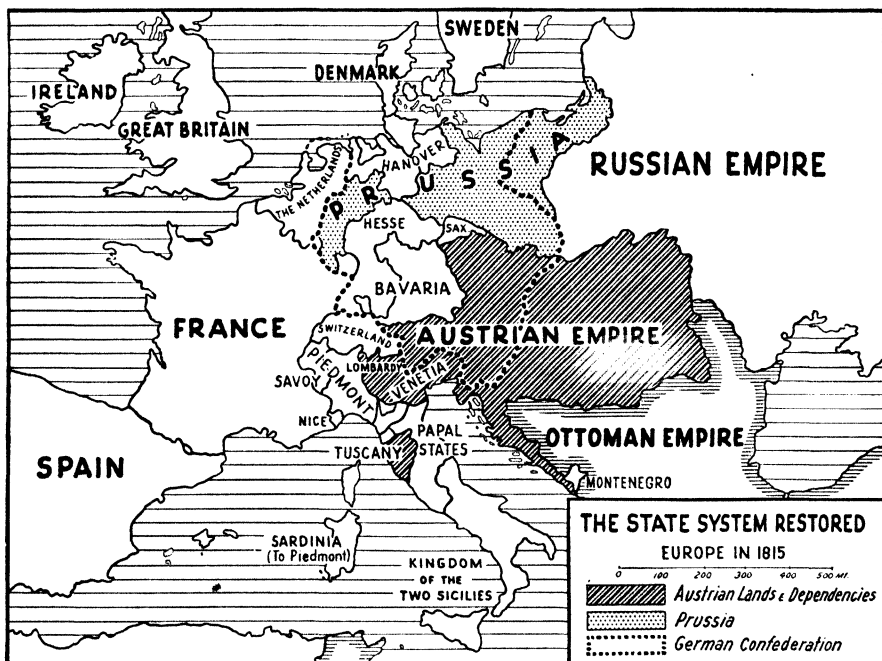 SWEDEN
DENMARK
IRELAND
GREAT BRITAIN
THE NETHERLANDS
HANOVER
PRUSSIA
RUSSIAN EMPIRE
HESSE
SAX.
BAVARIA
FRANCE
SWITZERLAND
AUSTRIAN EMPIRE
PIEDMONT
LOMBARDY
VENETIA
SAVOY
NICE
PAPAL
STATES
OTTOMAN EMPIRE
TUSCANY
SPAIN
MONTENEGRO
SARDINIA
(To Piedmont)
KINGDOM
OF THE
TWO SICILIES
THE STATE SYSTEM RESTORED
EUROPE IN 1815
0 100 200 300 400 500 MI.
Austrian Lands & Dependencies
Prussia
German Confederation